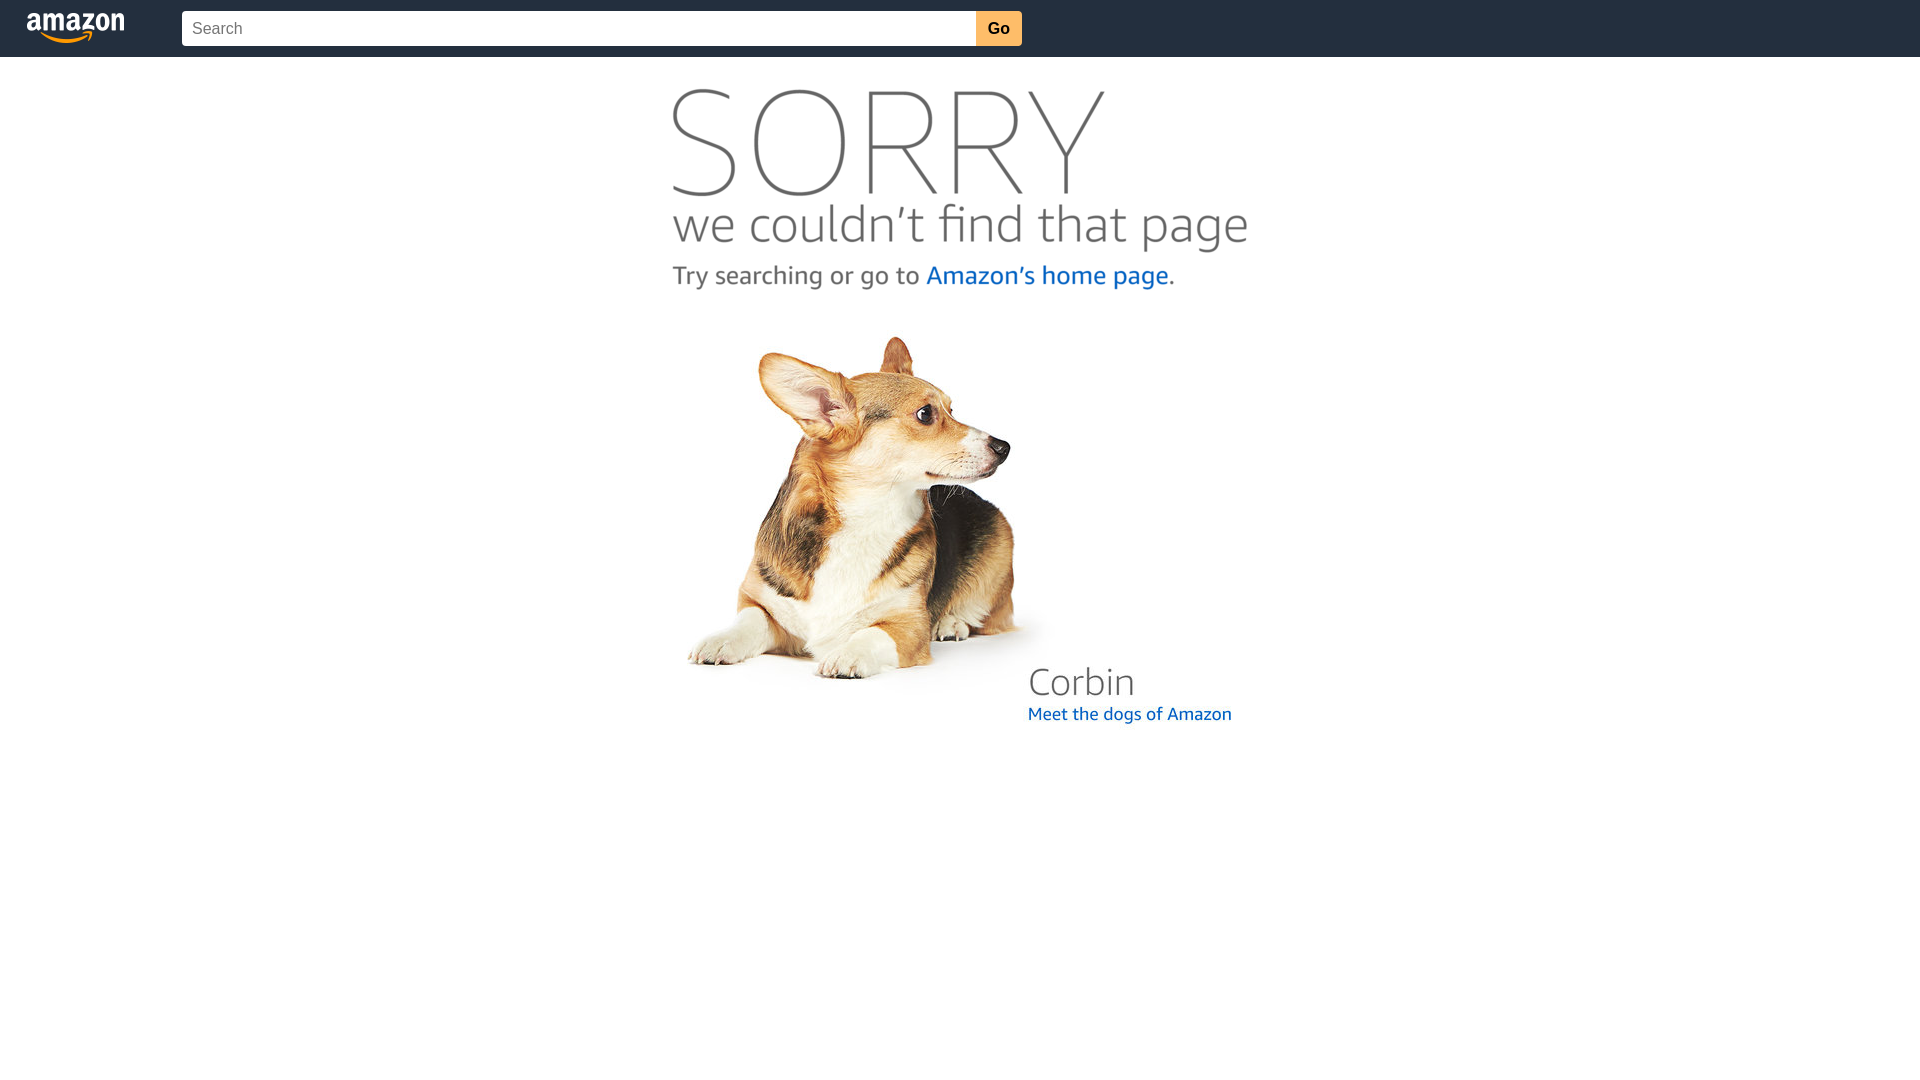 amazon
Search
Go
SORRY
we couldn’t find that page
Try searching or go to Amazon’s home page.
Corbin
Meet the dogs of Amazon